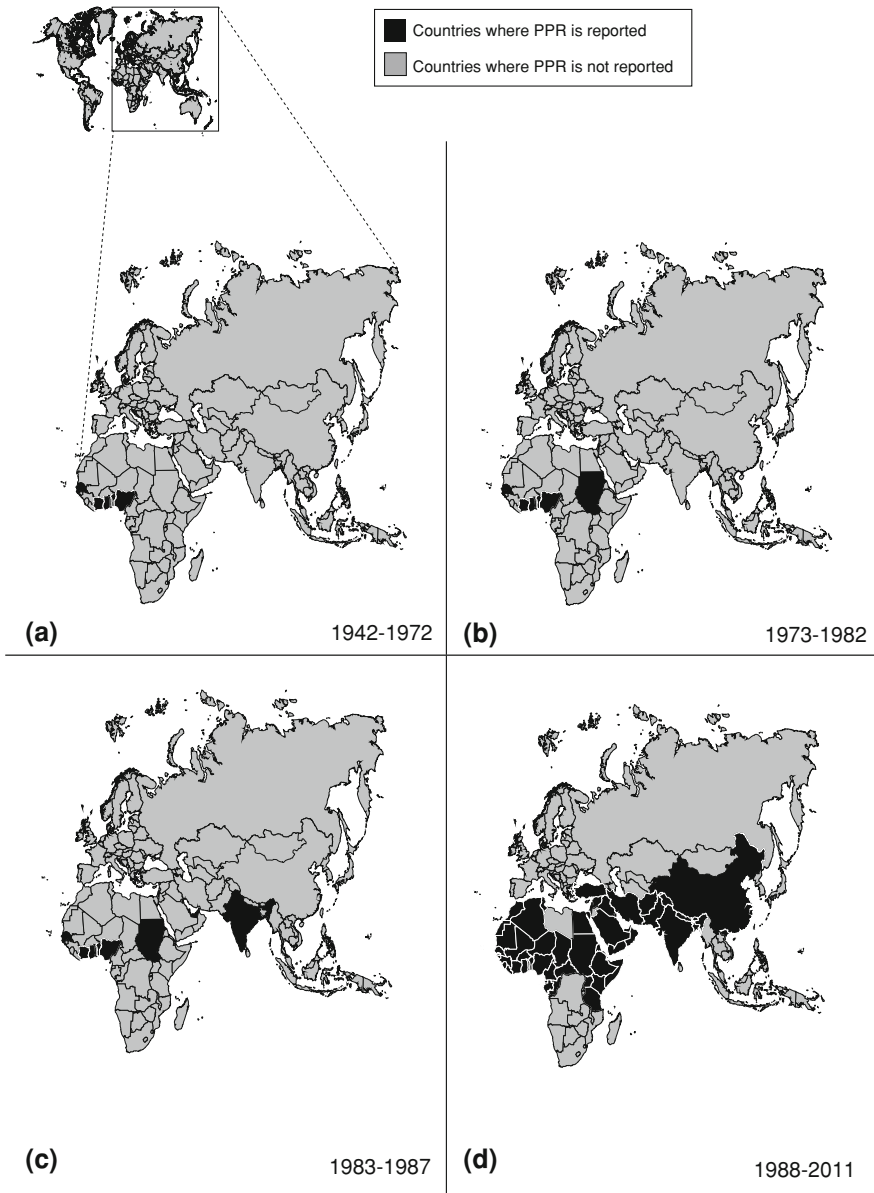 Countries where PPR is reported
Countries where PPR is not reported
(a)
1942-1972
(b)
1973-1982
(c)
1983-1987
(d)
1988-2011